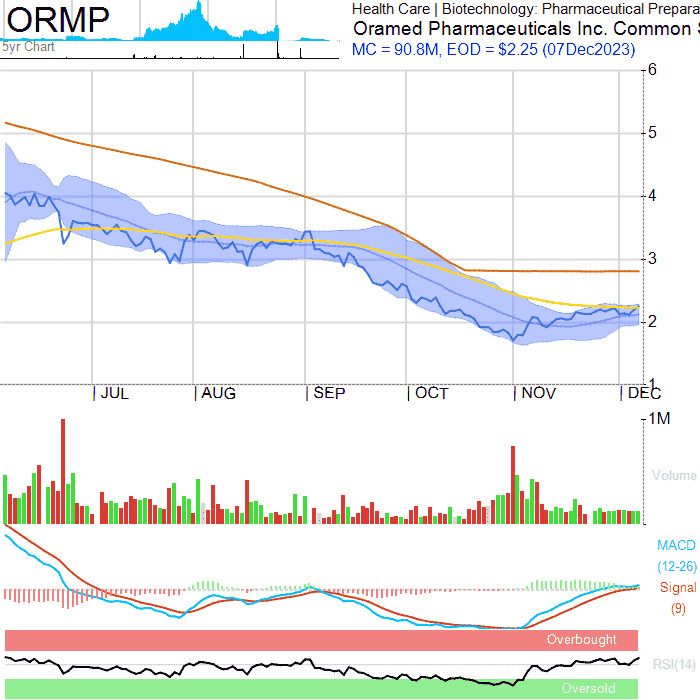 ORMP
5yr Chart
Health Care | Biotechnology: Pharmaceutical Prepara
Oramed Pharmaceuticals Inc. Common S
MC = 90.8M, EOD = $2.25 (07Dec2023)
6
5
4
3
2
1
JUL AUG SEP OCT NOV DEC
1M
Volume
MACD
(12-26)
Signal
(9)
Overbought
RSI(14)
Oversold